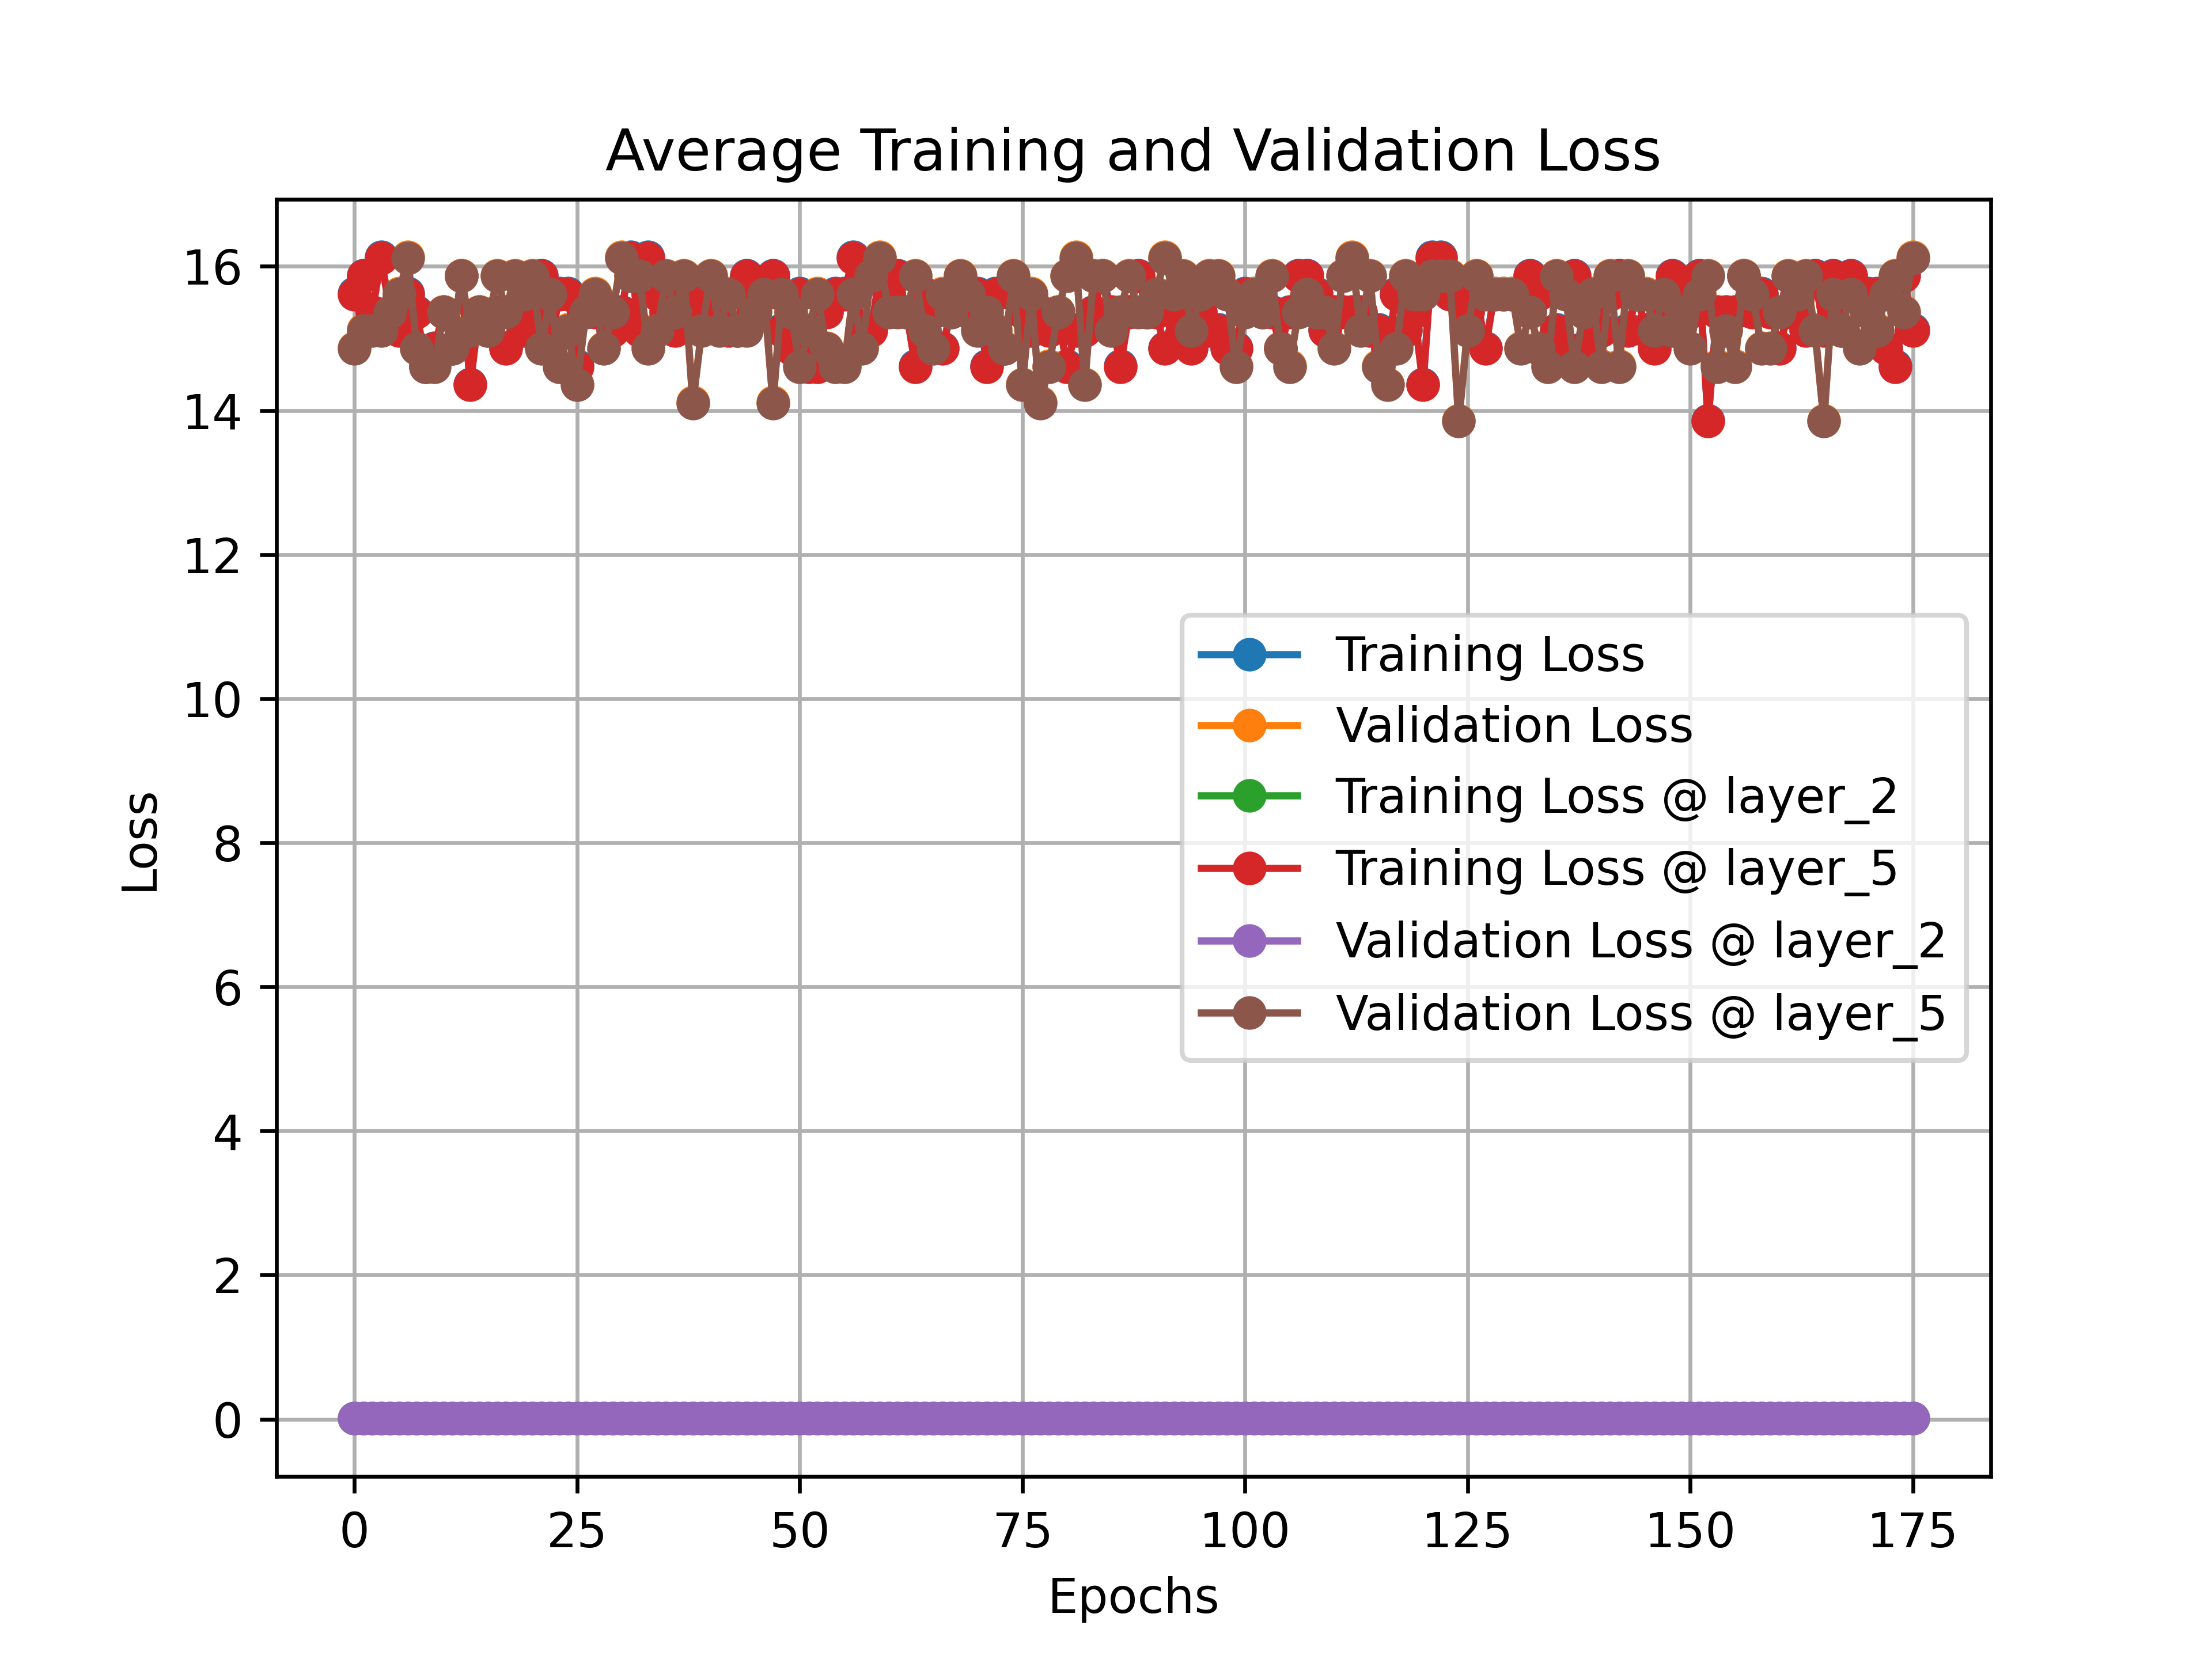 Average Training and Validation Loss
16
14
12
10
8
6
4
2
0
Loss
Training Loss
Validation Loss
Training Loss @ layer_2
Training Loss @ layer_5
Validation Loss @ layer_2
Validation Loss @ layer_5
0 25 50 75 100 125 150 175
Epochs